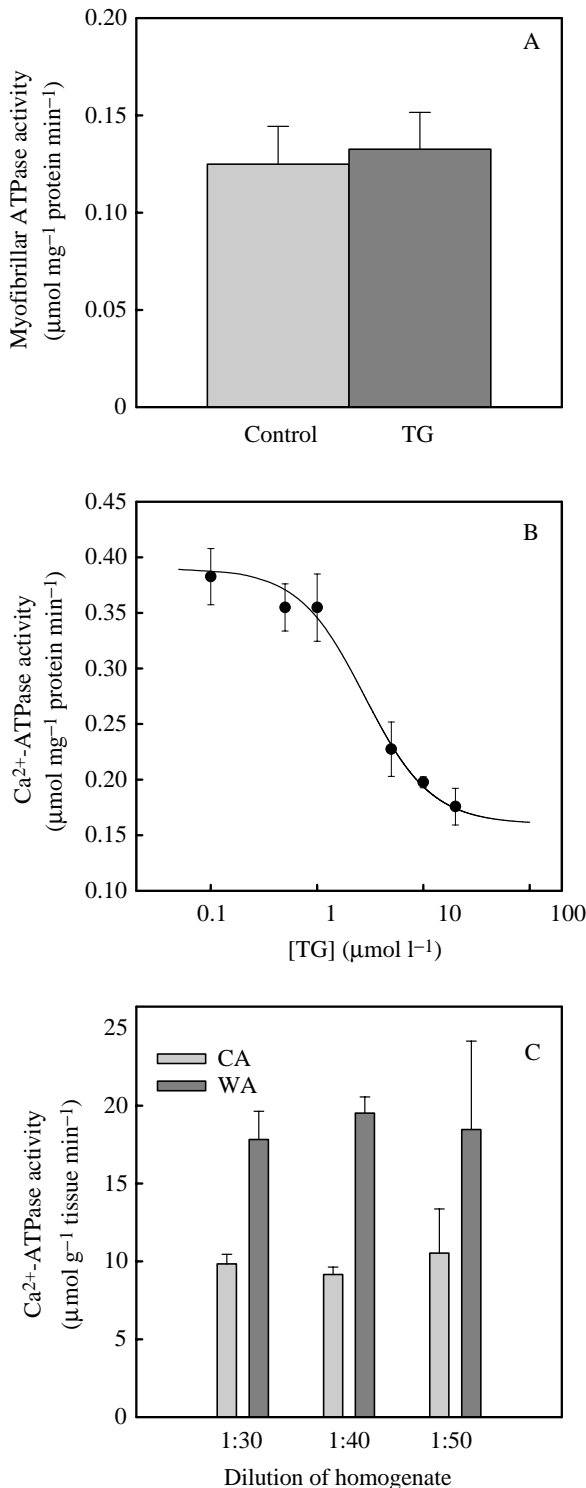 0.20
A
0.15
0.10
0.05
0
Myofibrillar ATPase activity
(μmol mg⁻¹ protein min⁻¹)
Control TG
0.45
B
0.40
0.35
0.30
0.25
0.20
0.15
0.10
Ca²⁺-ATPase activity
(μmol mg⁻¹ protein min⁻¹)
0.1 1 10 100
[TG] (μmol l⁻¹)
25
C
CA
WA
20
15
10
5
0
Ca²⁺-ATPase activity
(μmol g⁻¹ tissue min⁻¹)
1:30 1:40 1:50
Dilution of homogenate